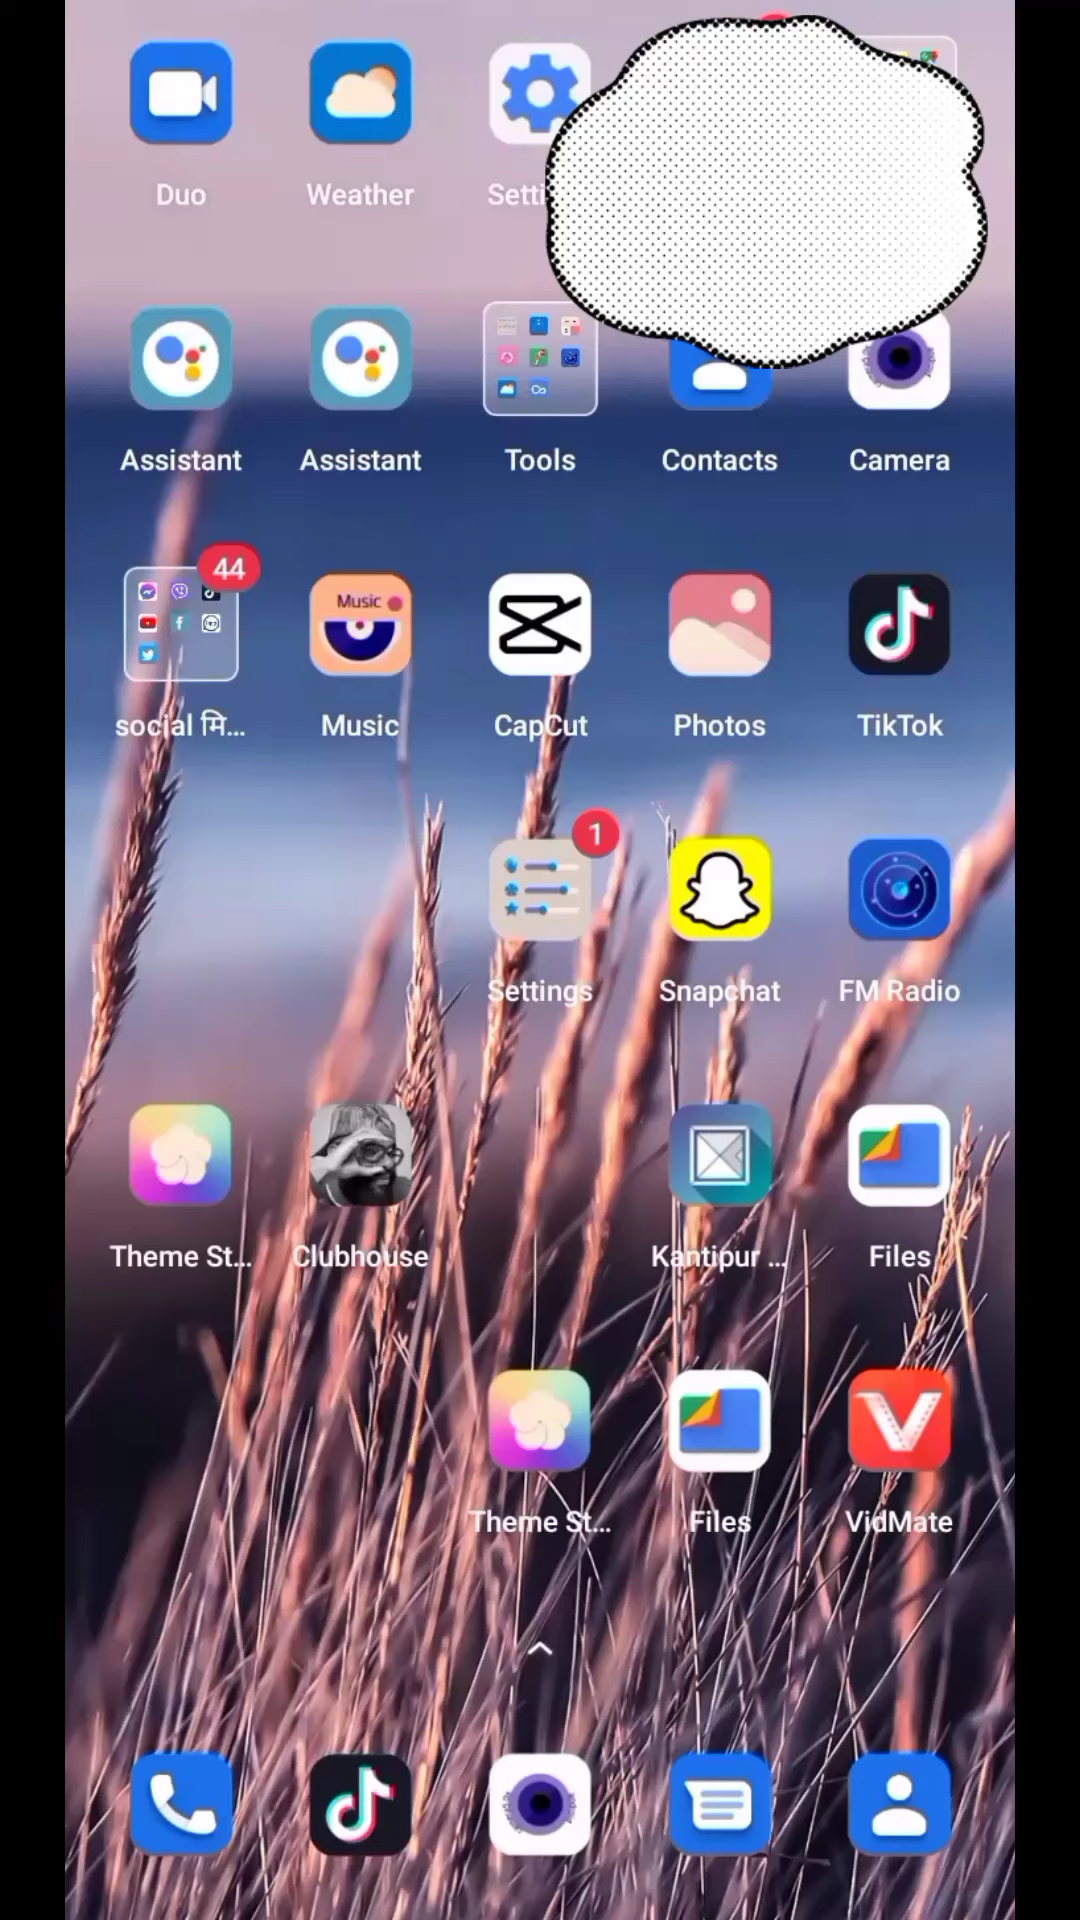 Duo Weather
Assistant Assistant Tools Contacts Camera
44
Music
social मि... Music CapCut Photos TikTok
1
Settings Snapchat FM Radio
Theme St... Clubhouse Kantipur ... Files
Theme St... Files VidMate